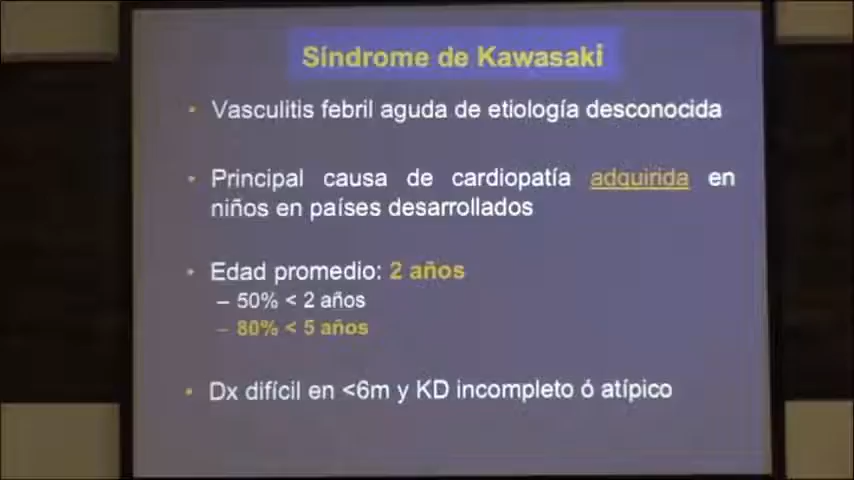 Síndrome de Kawasaki
• Vasculitis febril aguda de etiología desconocida
• Principal causa de cardiopatía adquirida en
niños en países desarrollados
• Edad promedio: 2 años
– 50% < 2 años
– 80% < 5 años
• Dx difícil en <6m y KD incompleto ó atípico